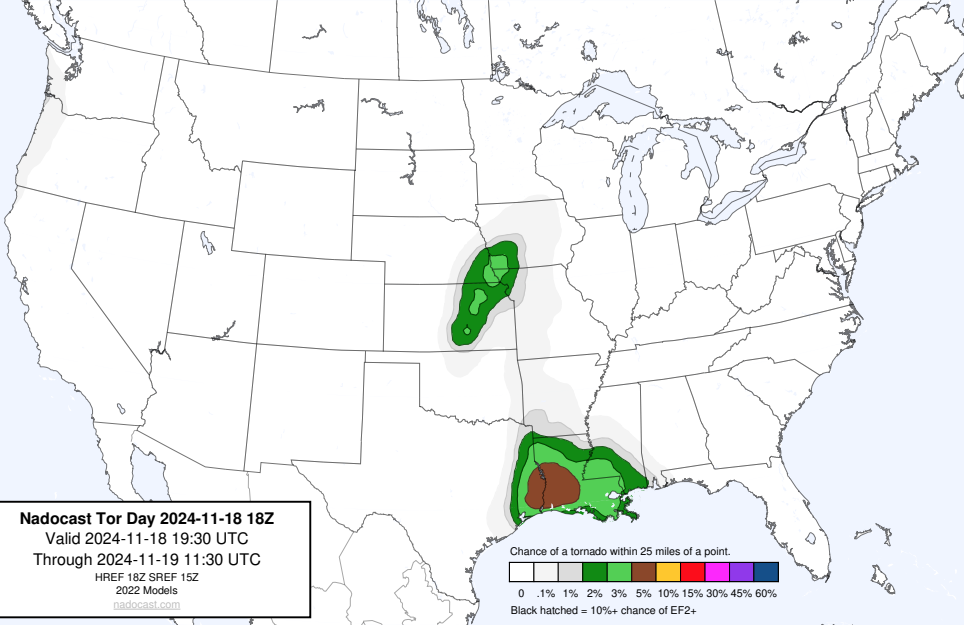 Nadocast Tor Day 2024-11-18 18Z
Valid 2024-11-18 19:30 UTC
Through 2024-11-19 11:30 UTC
HREF 18Z SREF 15Z
2022 Models
nadocast.com
Chance of a tornado within 25 miles of a point.
0 .1% 1% 2% 3% 5% 10% 15% 30% 45% 60%
Black hatched = 10%+ chance of EF2+